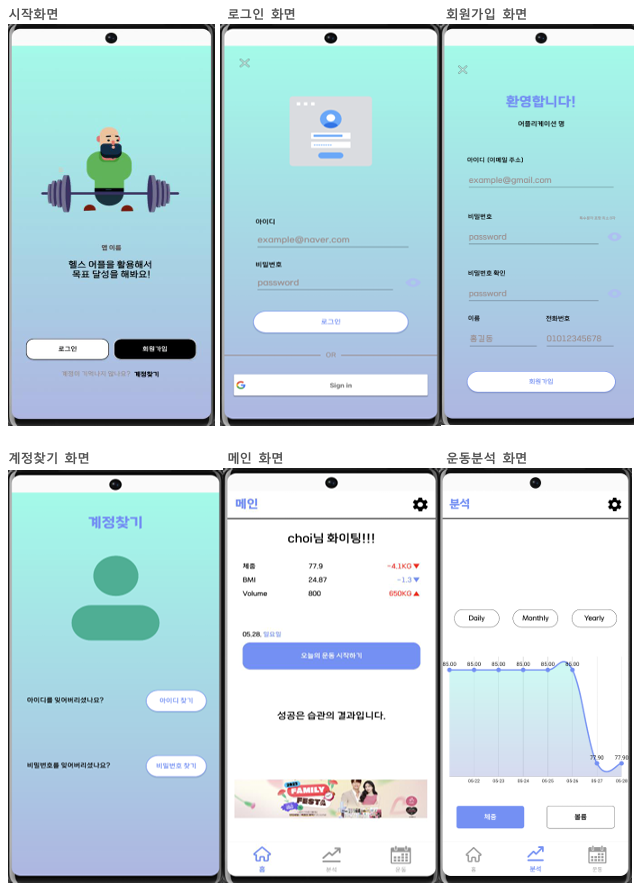 시작화면
앱 이름
헬스 어플을 활용해서
목표 달성을 해봐요!
로그인
회원가입
계정이 기억나지 않나요? 계정찾기
로그인 화면
아이디
example@naver.com
비밀번호
password
로그인
OR
Sign in
회원가입 화면
환영합니다!
어플리케이션 명
아이디 (이메일 주소)
example@gmail.com
비밀번호
password
비밀번호 확인
password
이름
전화번호
홍길동
01012345678
회원가입
계정찾기 화면
계정찾기
아이디를 잊어버리셨나요?
아이디 찾기
비밀번호를 잊어버리셨나요?
비밀번호 찾기
메인 화면
메인
choi님 화이팅!!!
체중 77.9 -4.1KG ▼
BMI 24.87 -1.3 ▼
Volume 800 650KG ▲
05.28. 일요일
오늘의 운동 시작하기
성공은 습관의 결과입니다.
FAMILY
FESTA
홈
분석
운동
운동분석 화면
분석
Daily
Monthly
Yearly
85.00 85.00 85.00 85.00 85.00 85.00
77.90 77.90
05-22 05-23 05-24 05-25 05-26 05-27 05-28
체중
볼륨
홈
분석
운동